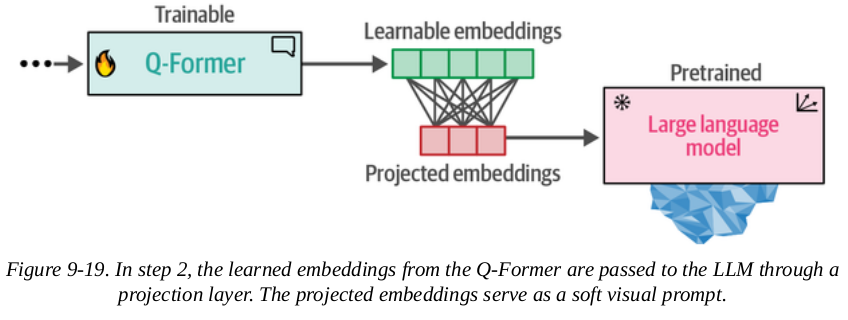 Trainable
Q-Former
Learnable embeddings
Projected embeddings
Pretrained
Large language
model
Figure 9-19. In step 2, the learned embeddings from the Q-Former are passed to the LLM through a
projection layer. The projected embeddings serve as a soft visual prompt.